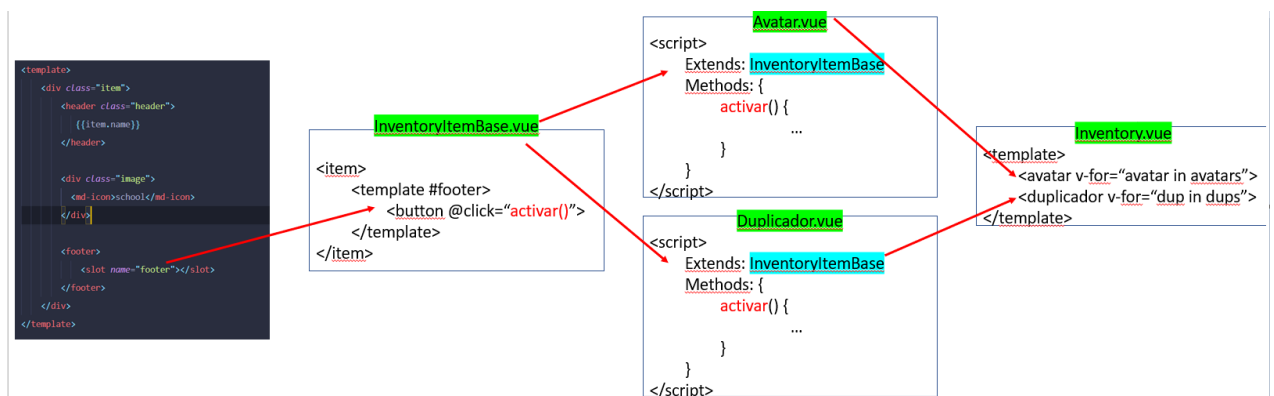 <template>
<div class="item">
<header class="header">
{{item.name}}
</header>
<div class="image">
<md-icon>school</md-icon>
</div>
<footer>
<slot name="footer"></slot>
</footer>
</div>
</template>
InventoryItemBase.vue
<item>
<template #footer>
<button @click=“activar()”>
</template>
</item>
Avatar.vue
<script>
Extends: InventoryItemBase
Methods: {
activar() {
...
}
}
</script>
Duplicador.vue
<script>
Extends: InventoryItemBase
Methods: {
activar() {
...
}
}
</script>
Inventory.vue
<template>
<avatar v-for=“avatar in avatars”>
<duplicador v-for=“dup in dups”>
</template>